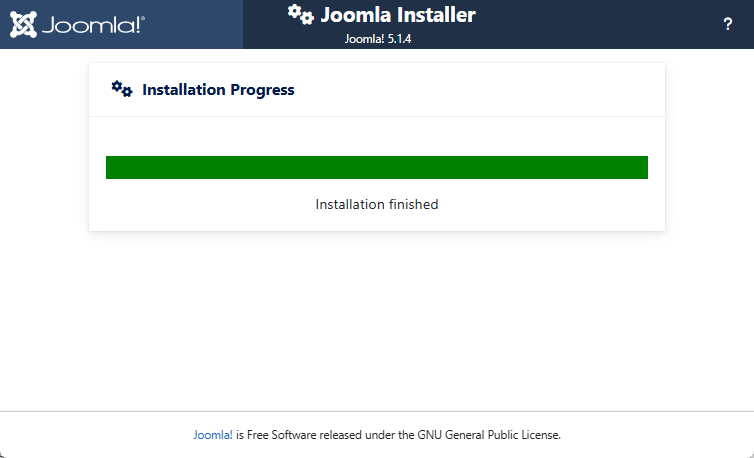 Joomla!®
Joomla Installer
Joomla! 5.1.4
?
Installation Progress
Installation finished
Joomla! is Free Software released under the GNU General Public License.